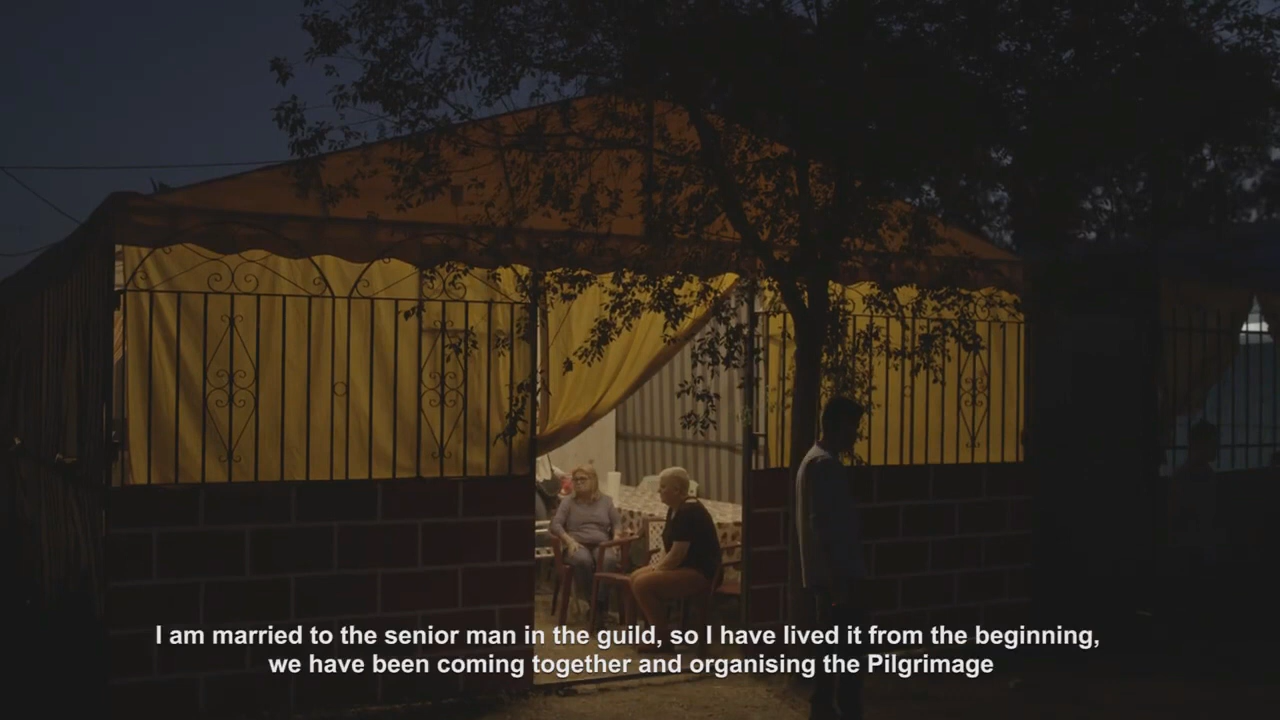 I am married to the senior man in the guild, so I have lived it from the beginning,
we have been coming together and organising the Pilgrimage